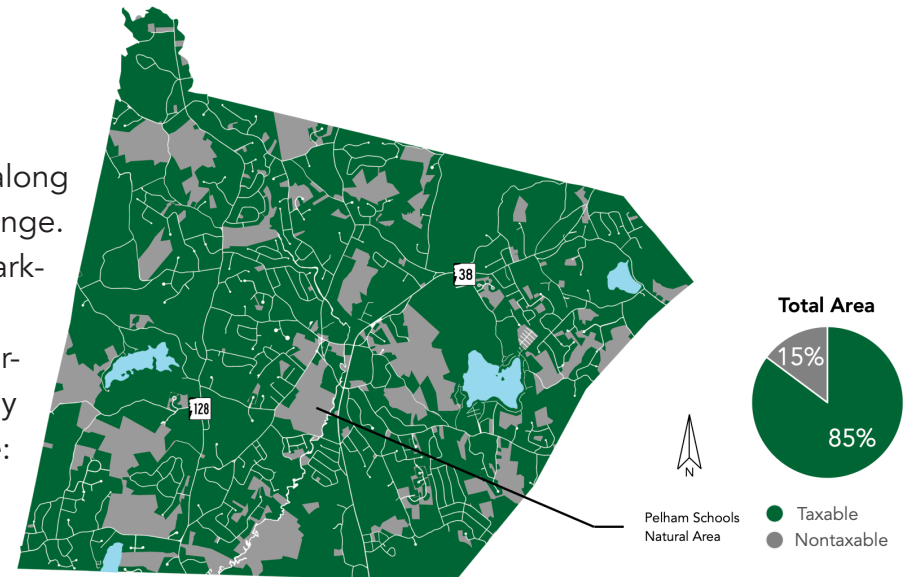 along
nge.
ark-
r-
y
:
38
128
N
Pelham Schools
Natural Area
Total Area
15%
85%
Taxable
Nontaxable